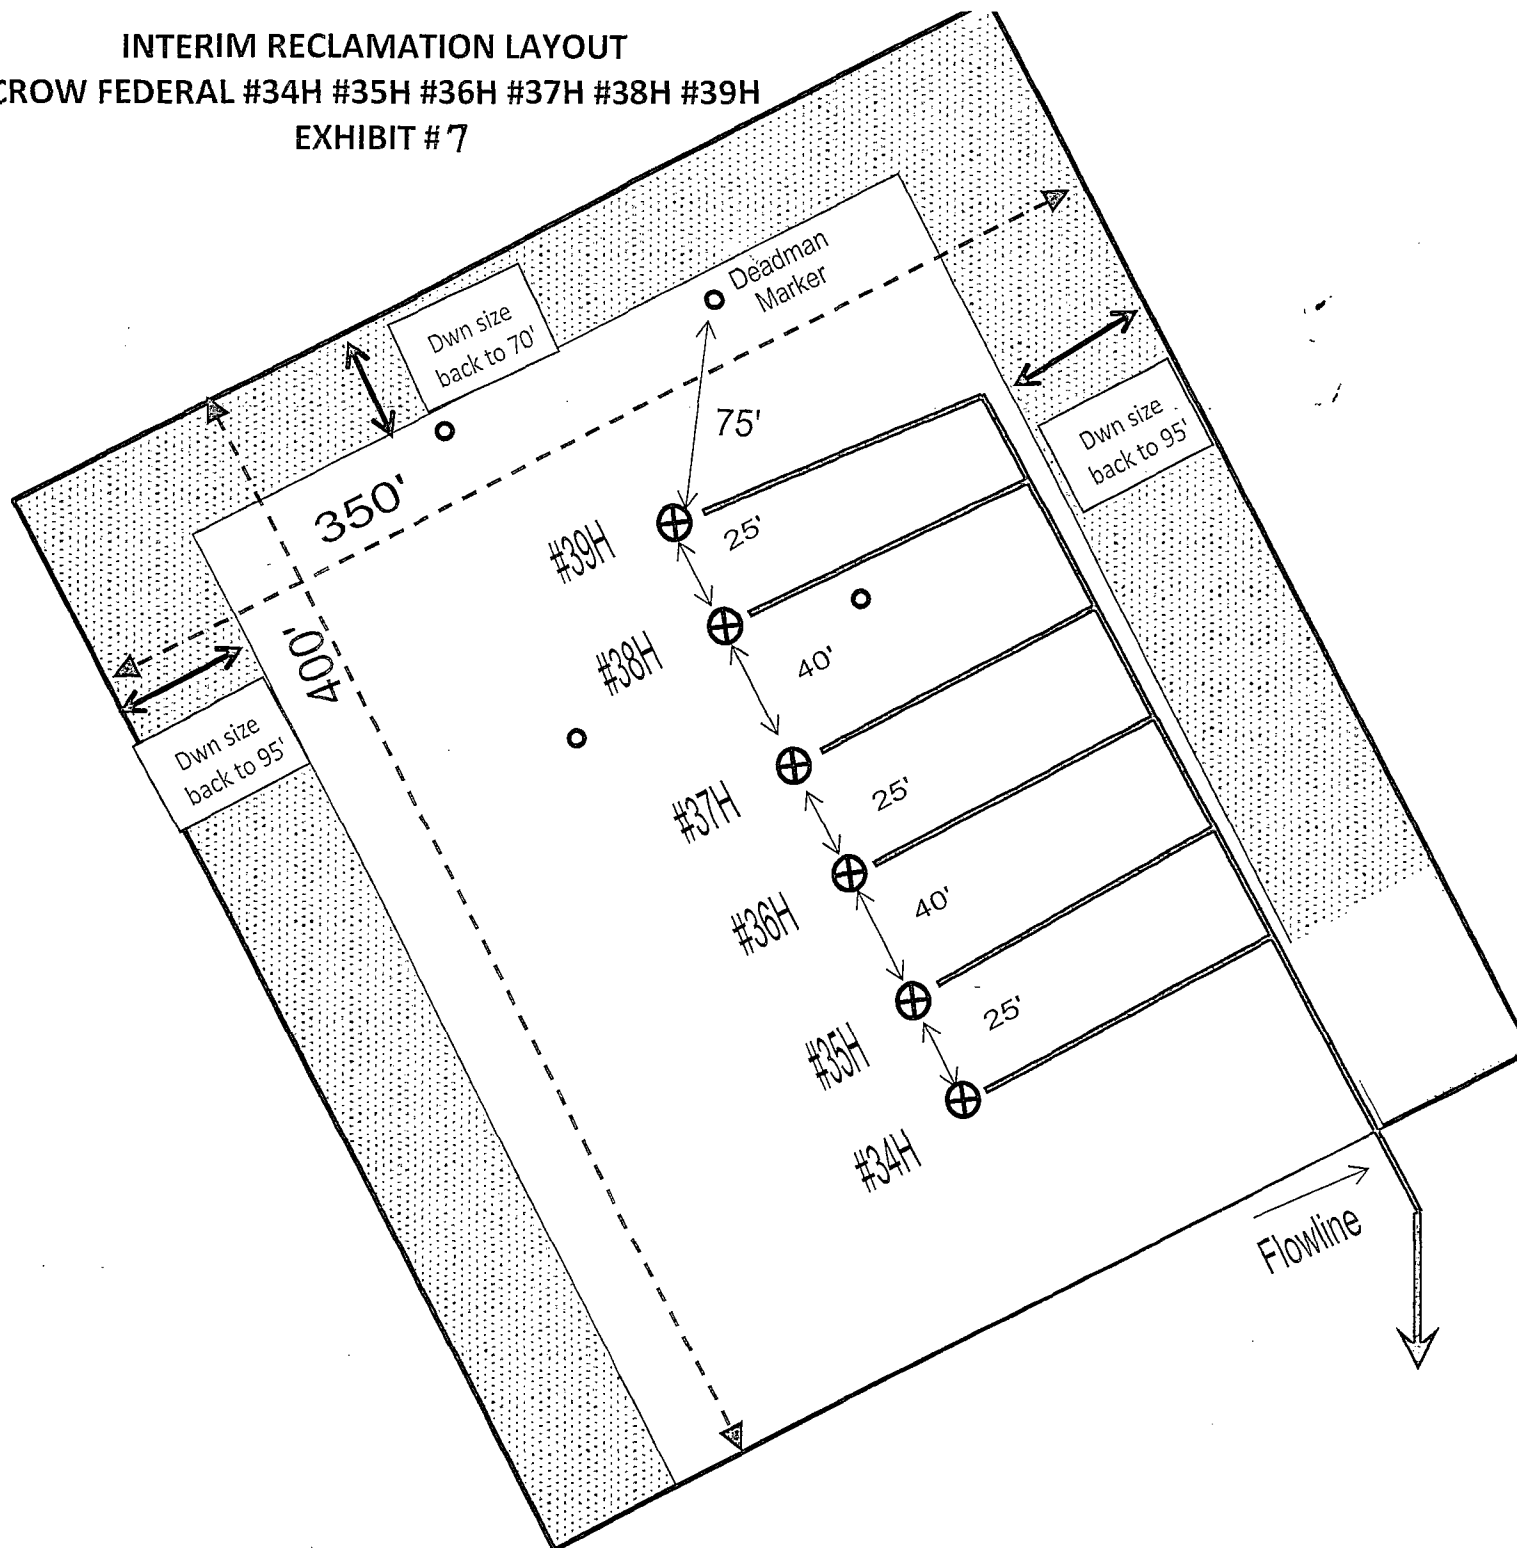 INTERIM RECLAMATION LAYOUT
CROW FEDERAL #34H #35H #36H #37H #38H #39H
EXHIBIT # 7
Deadman
Marker
Dwn size
back to 70'
75'
Dwn size
back to 95'
350'
#39H
25'
400'
#38H
40'
Dwn size
back to 95'
#37H
25'
#36H
40'
#35H
25'
#34H
Flowline